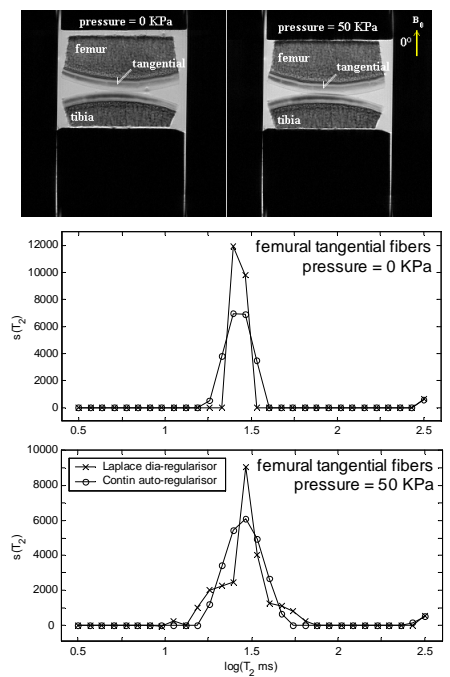 pressure = 0 KPa
femur
tangential
tibia
pressure = 50 KPa
B₀
0°
femur
tangential
tibia
femural tangential fibers
pressure = 0 KPa
12000
10000
8000
6000
4000
2000
0
s(T₂)
0.5 1 1.5 2 2.5
Laplace dia-regularisor
Contin auto-regularisor
femural tangential fibers
pressure = 50 KPa
10000
8000
6000
4000
2000
0
s(T₂)
0.5 1 1.5 2 2.5
log(T₂ ms)